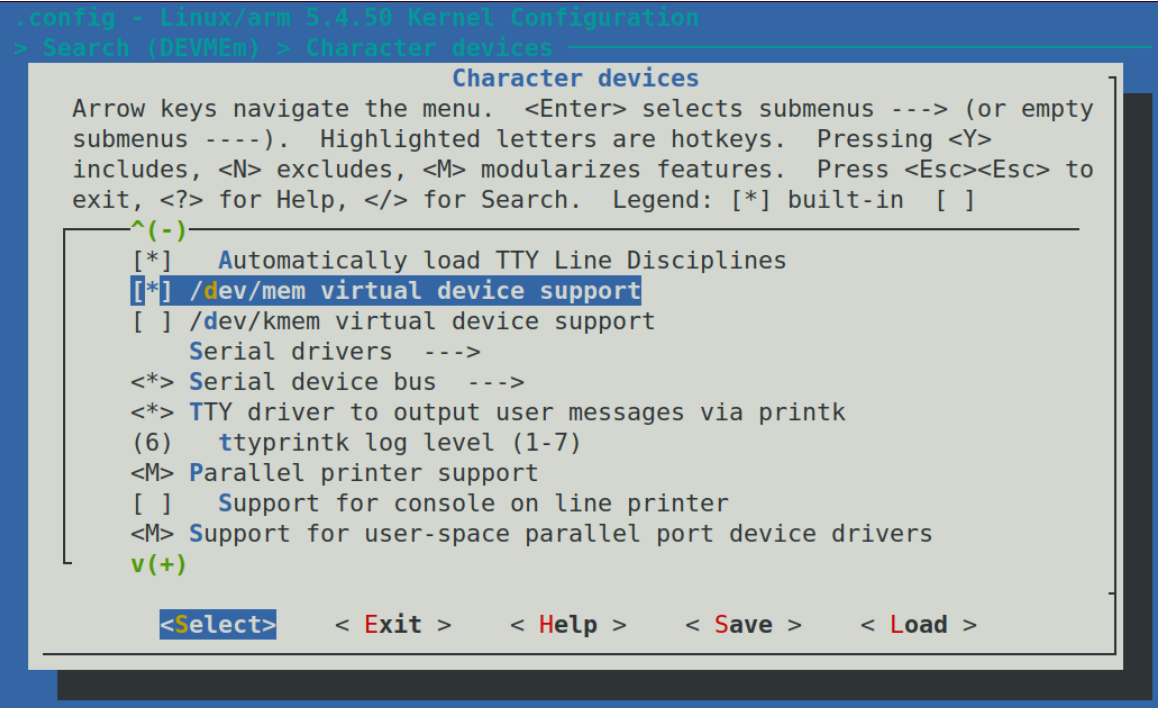 .config - Linux/arm 5.4.50 Kernel Configuration
> Search (DEVMEm) > Character devices
Character devices
Arrow keys navigate the menu.  <Enter> selects submenus ---> (or empty
submenus ----).  Highlighted letters are hotkeys.  Pressing <Y>
includes, <N> excludes, <M> modularizes features.  Press <Esc><Esc> to
exit, <?> for Help, </> for Search.  Legend: [*] built-in  [ ]
^(-)
[*]   Automatically load TTY Line Disciplines
[*] /dev/mem virtual device support
[ ] /dev/kmem virtual device support
Serial drivers  --->
<*> Serial device bus  --->
<*> TTY driver to output user messages via printk
(6)   ttyprintk log level (1-7)
<M> Parallel printer support
[ ]   Support for console on line printer
<M> Support for user-space parallel port device drivers
v(+)
<Select>    < Exit >    < Help >    < Save >    < Load >